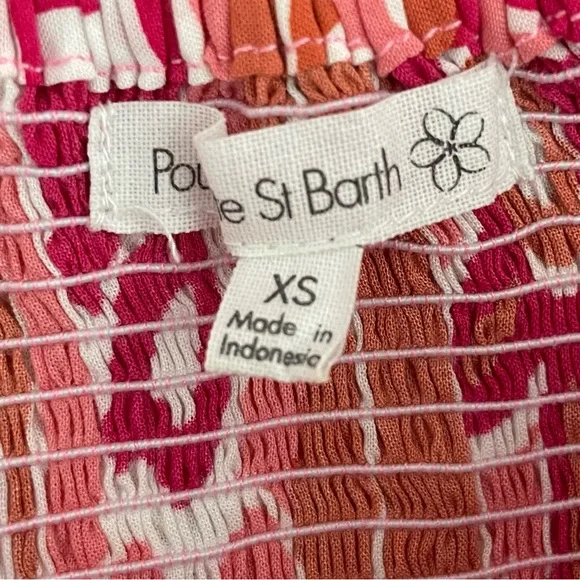 Pou e St Barth
XS
Made in
Indonesia